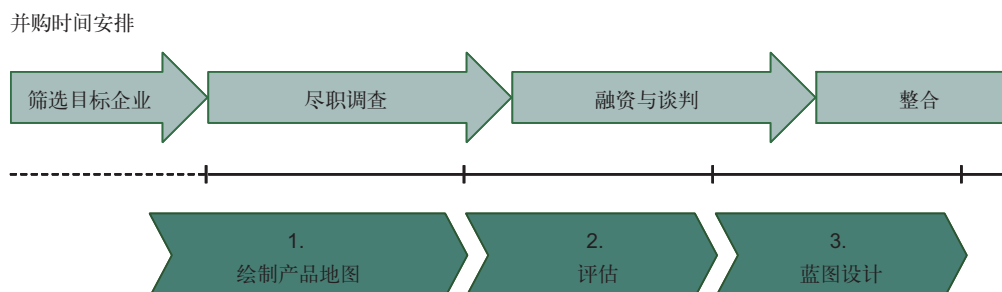 并购时间安排
筛选目标企业
尽职调查
融资与谈判
整合
1.
绘制产品地图
2.
评估
3.
蓝图设计